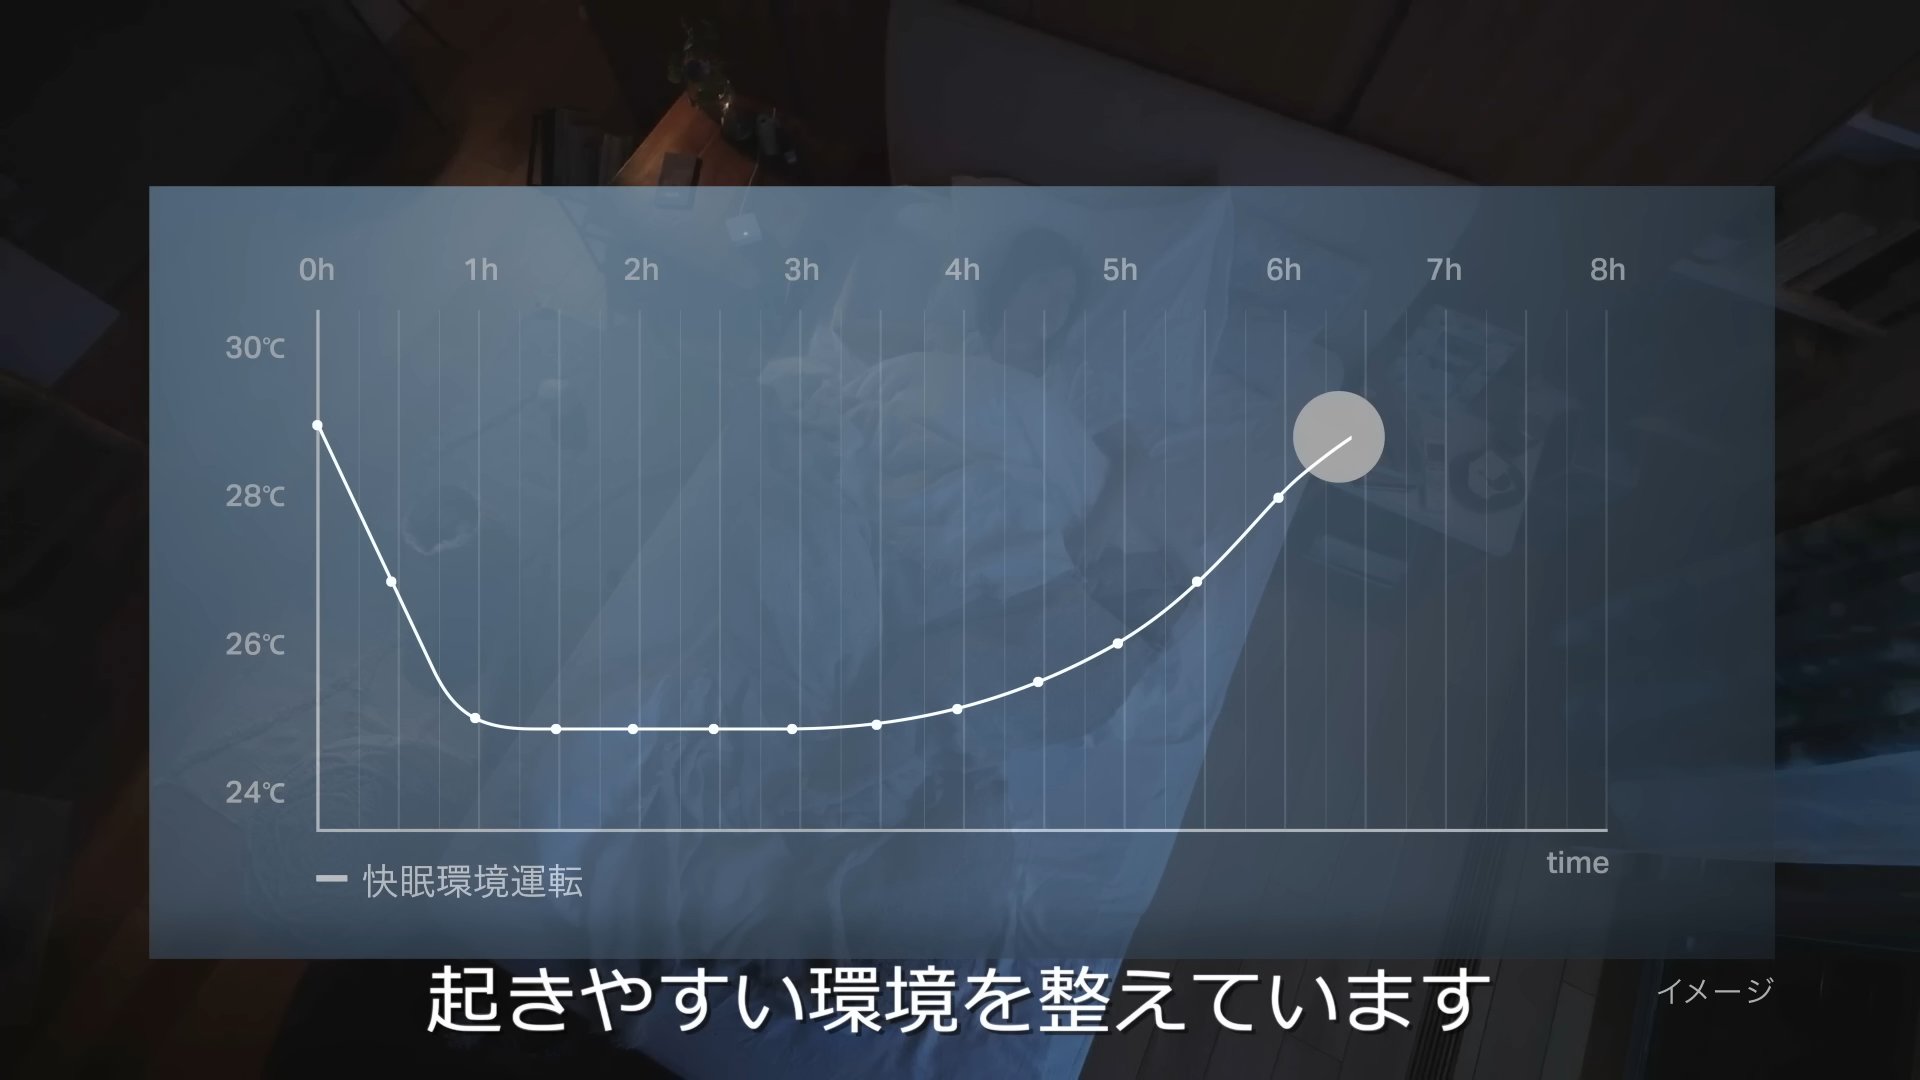 0h 1h 2h 3h 4h 5h 6h 7h 8h
30℃
28℃
26℃
24℃
time
快眠環境運転
起きやすい環境を整えています
イメージ